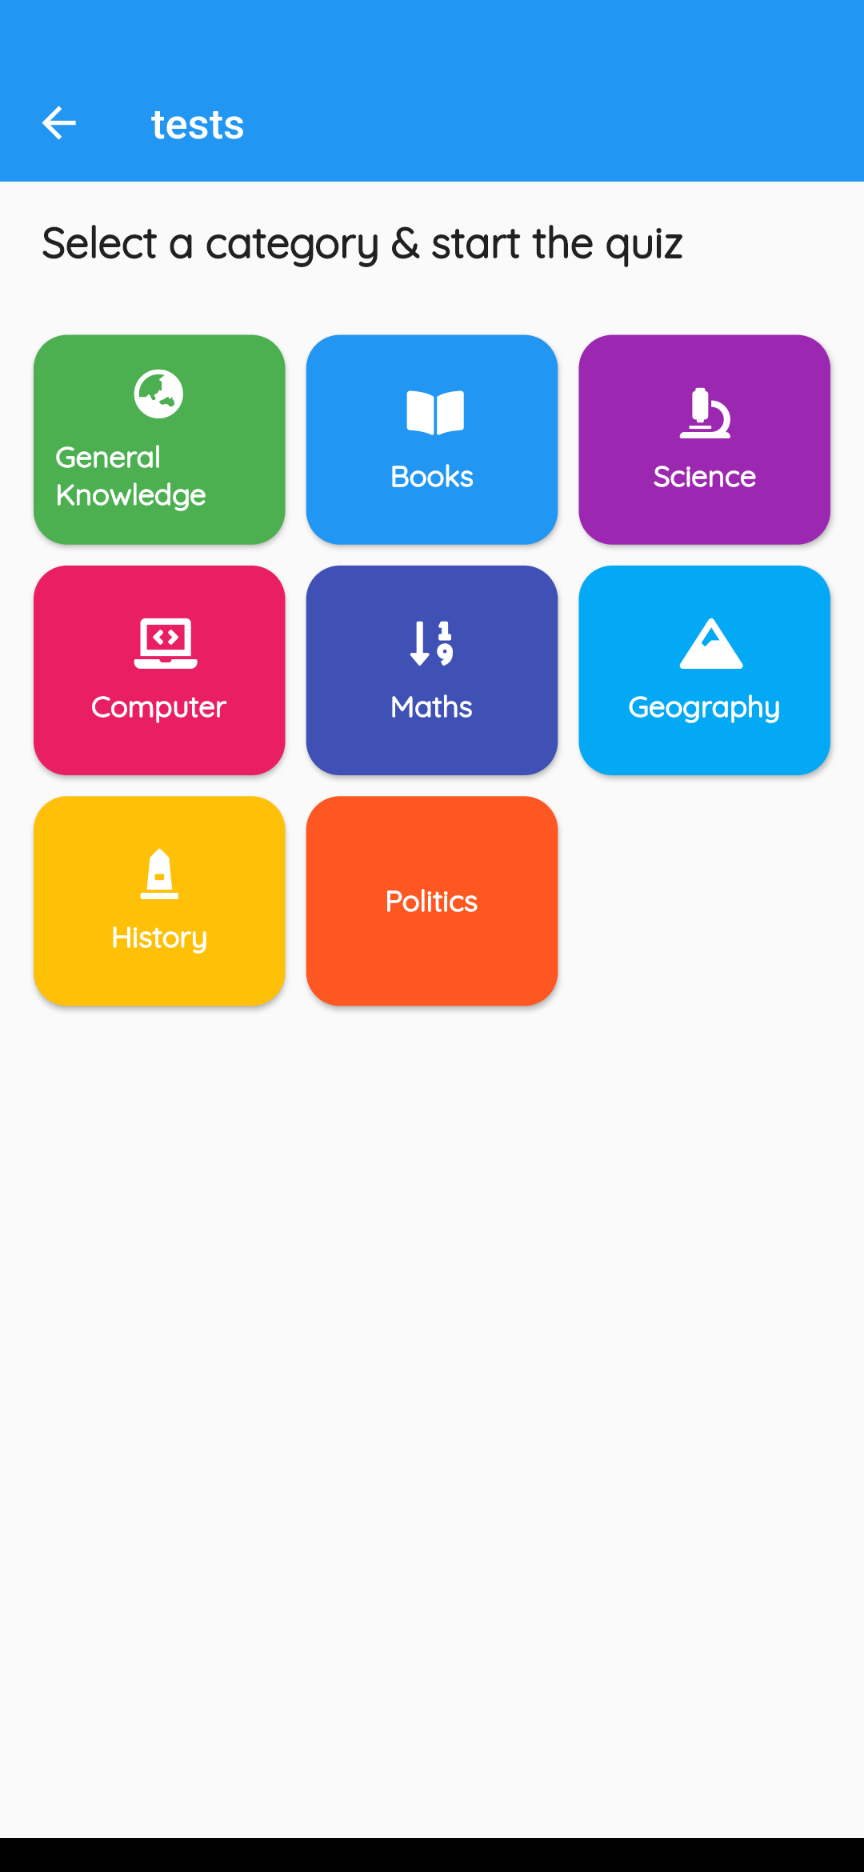 tests
Select a category & start the quiz
General
Knowledge
Books
Science
Computer
Maths
Geography
History
Politics